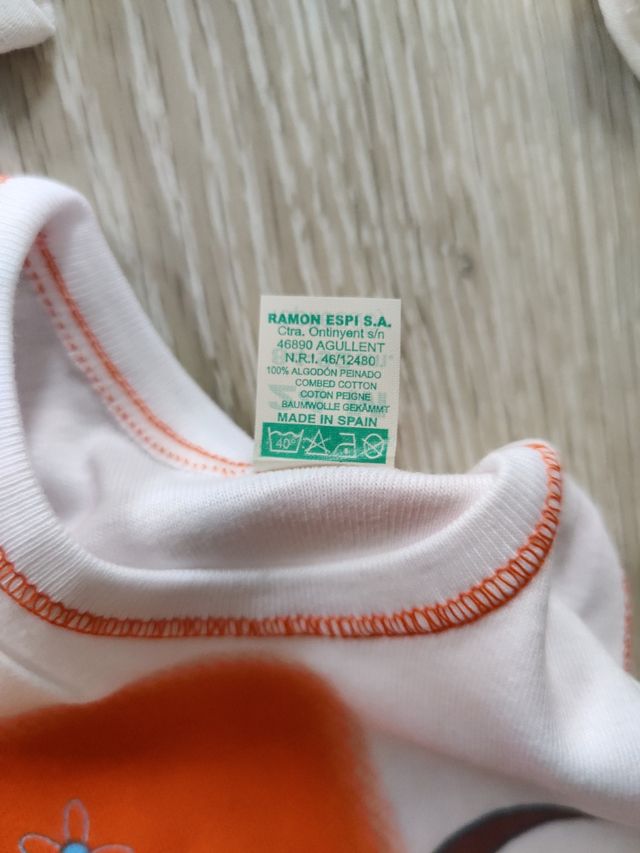 RAMON ESPI S.A.
Ctra. Ontinyent s/n
46890 AGULLENT
N.R.I. 46/12480
100% ALGODÓN PEINADO
COMBED COTTON
COTON PEIGNE
BAUMWOLLE GEKÄMMT
MADE IN SPAIN
40°